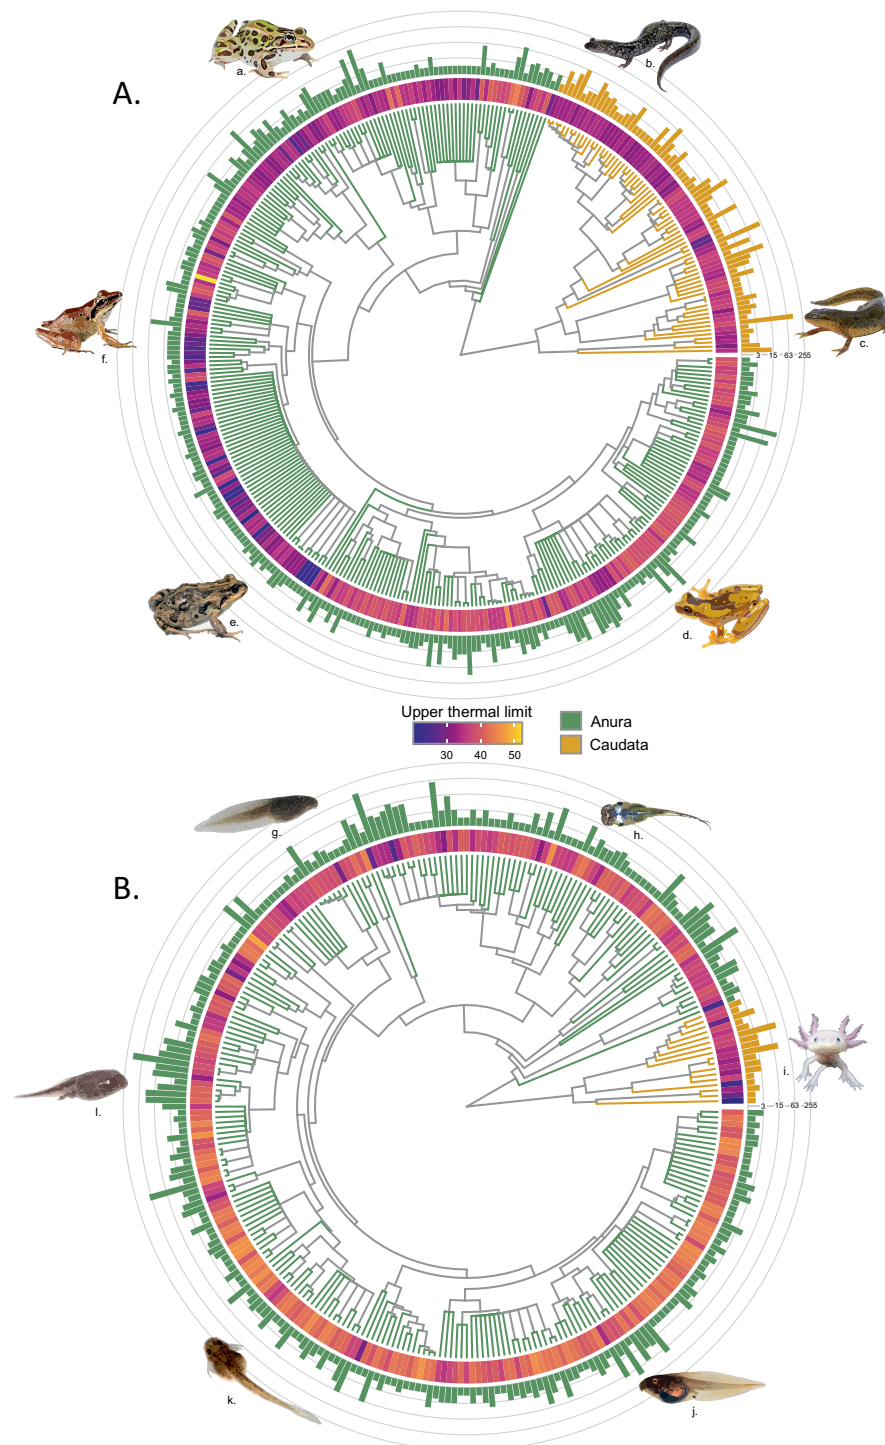 a.
b.
A.
f.
c.
3 15 63 255
e.
d.
Upper thermal limit
30 40 50
Anura
Caudata
g.
h.
B.
i.
l.
3 15 63 255
k.
j.